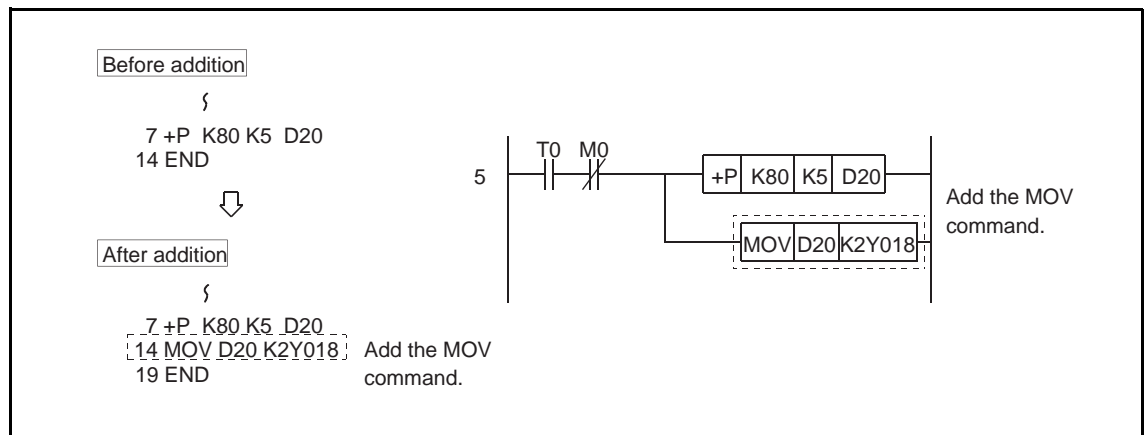 Before addition
7 +P K80 K5 D20
14 END
After addition
7 +P K80 K5 D20
14 MOV D20 K2Y018
19 END
Add the MOV
command.
T0 M0
5
+P K80 K5 D20
MOV D20 K2Y018
Add the MOV
command.